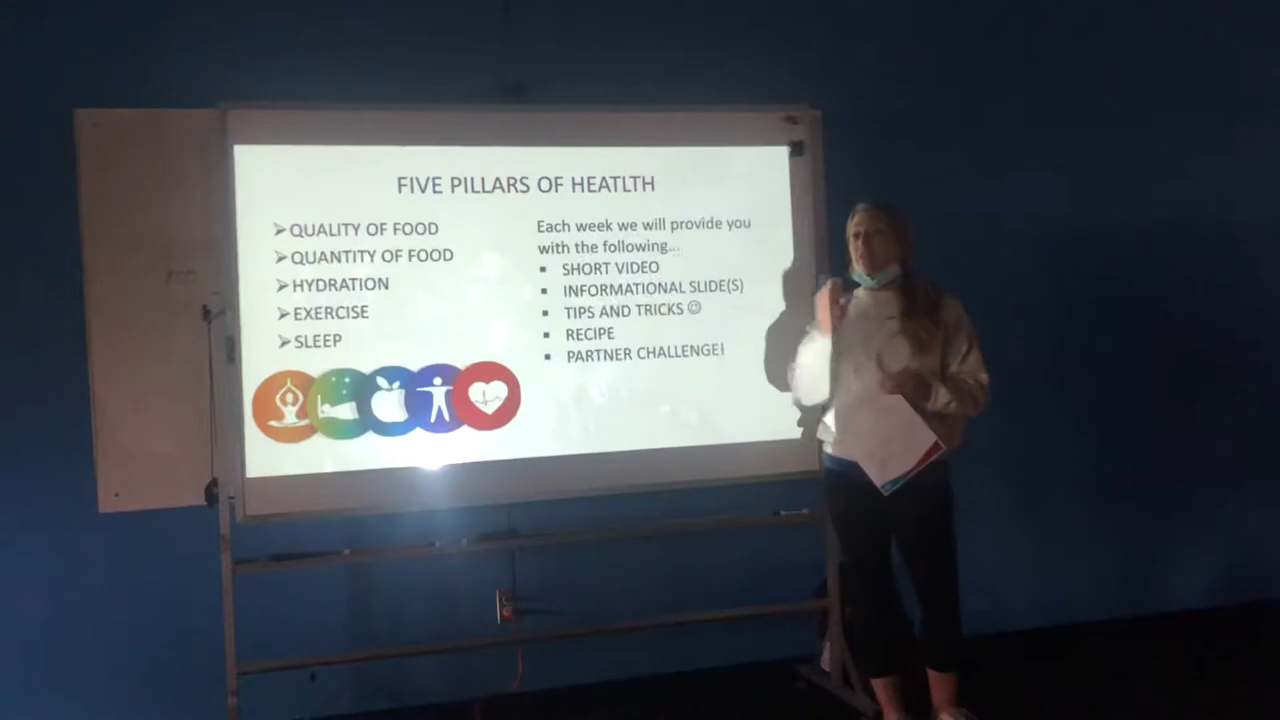 FIVE PILLARS OF HEATLTH
➢QUALITY OF FOOD
➢QUANTITY OF FOOD
➢HYDRATION
➢EXERCISE
➢SLEEP
Each week we will provide you
with the following...
▪ SHORT VIDEO
▪ INFORMATIONAL SLIDE(S)
▪ TIPS AND TRICKS ☺
▪ RECIPE
▪ PARTNER CHALLENGE!